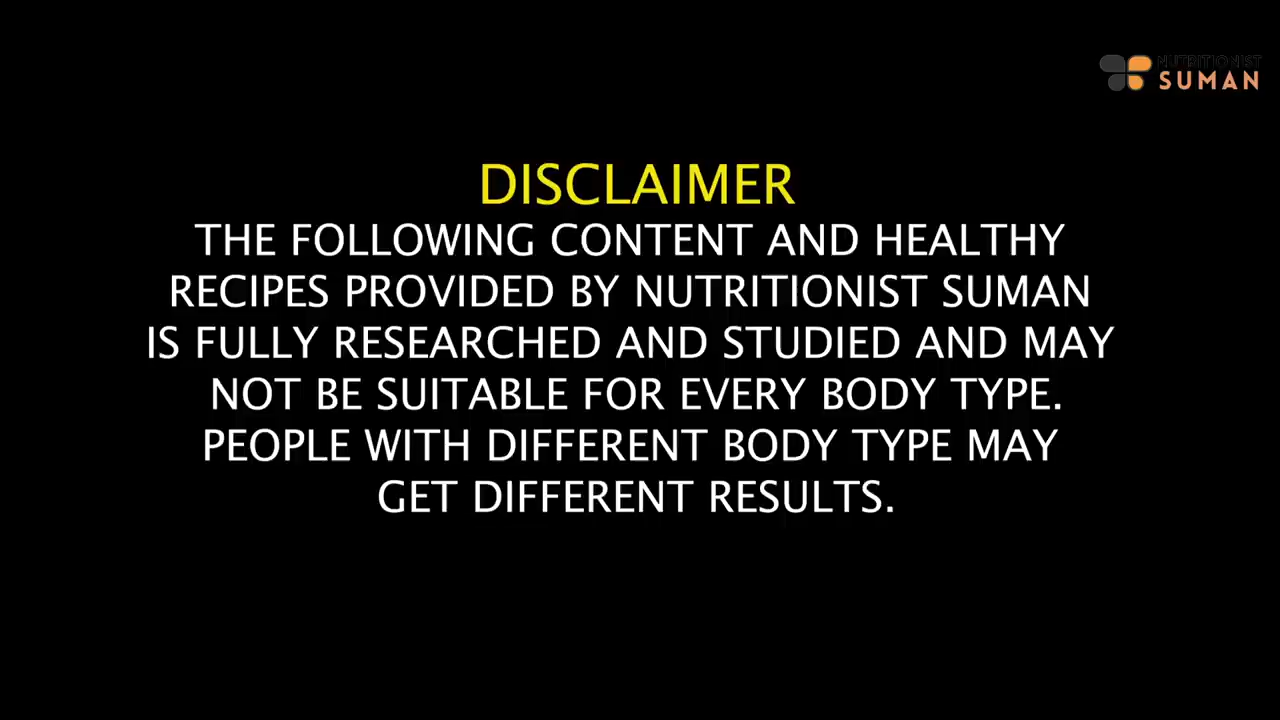 NUTRITIONIST
SUMAN
DISCLAIMER
THE FOLLOWING CONTENT AND HEALTHY
RECIPES PROVIDED BY NUTRITIONIST SUMAN
IS FULLY RESEARCHED AND STUDIED AND MAY
NOT BE SUITABLE FOR EVERY BODY TYPE.
PEOPLE WITH DIFFERENT BODY TYPE MAY
GET DIFFERENT RESULTS.